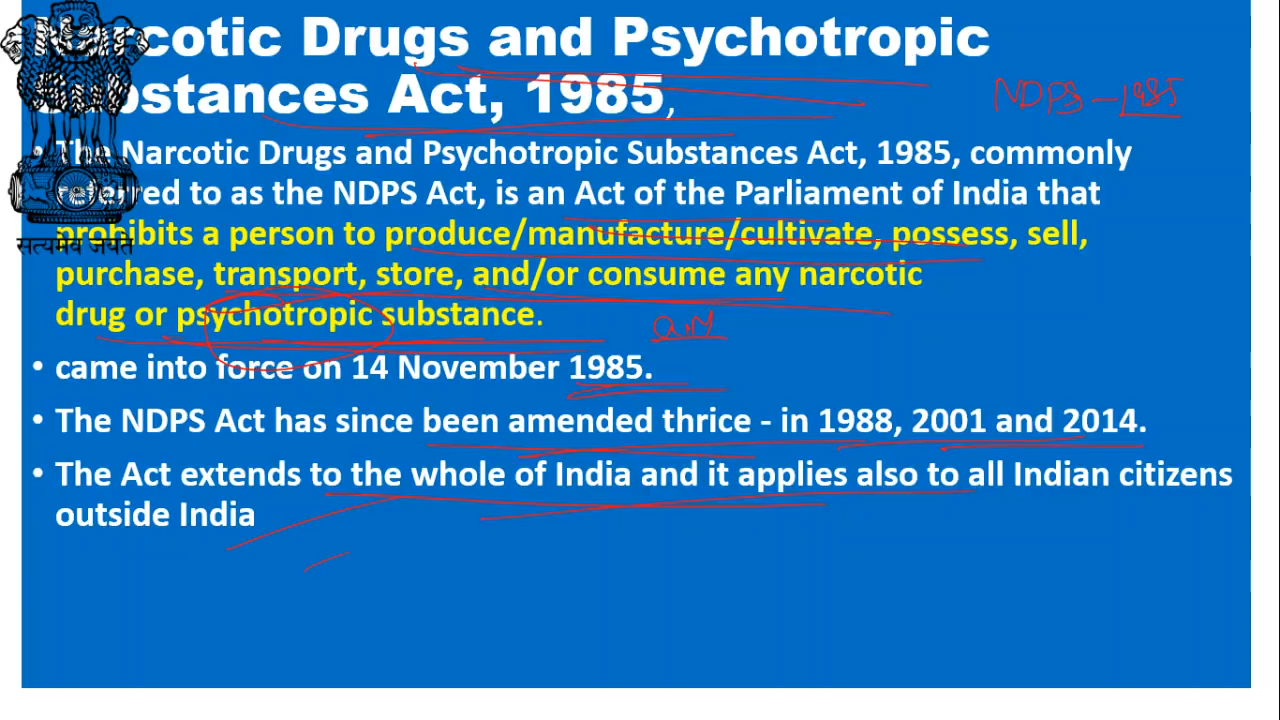 Narcotic Drugs and Psychotropic
Substances Act, 1985,
NDPS - 1985
• The Narcotic Drugs and Psychotropic Substances Act, 1985, commonly
referred to as the NDPS Act, is an Act of the Parliament of India that
prohibits a person to produce/manufacture/cultivate, possess, sell,
purchase, transport, store, and/or consume any narcotic
drug or psychotropic substance.
• came into force on 14 November 1985.
• The NDPS Act has since been amended thrice - in 1988, 2001 and 2014.
• The Act extends to the whole of India and it applies also to all Indian citizens
outside India
सत्यमेव जयते